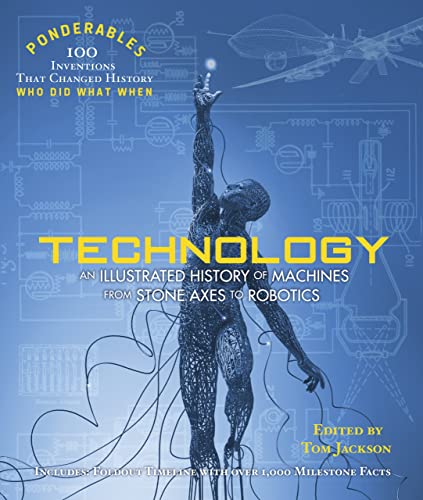 PONDERABLES
100
INVENTIONS
THAT CHANGED HISTORY
WHO DID WHAT WHEN
TECHNOLOGY
AN ILLUSTRATED HISTORY OF MACHINES
FROM STONE AXES TO ROBOTICS
EDITED BY
TOM JACKSON
INCLUDES: FOLDOUT TIMELINE WITH OVER 1,000 MILESTONE FACTS